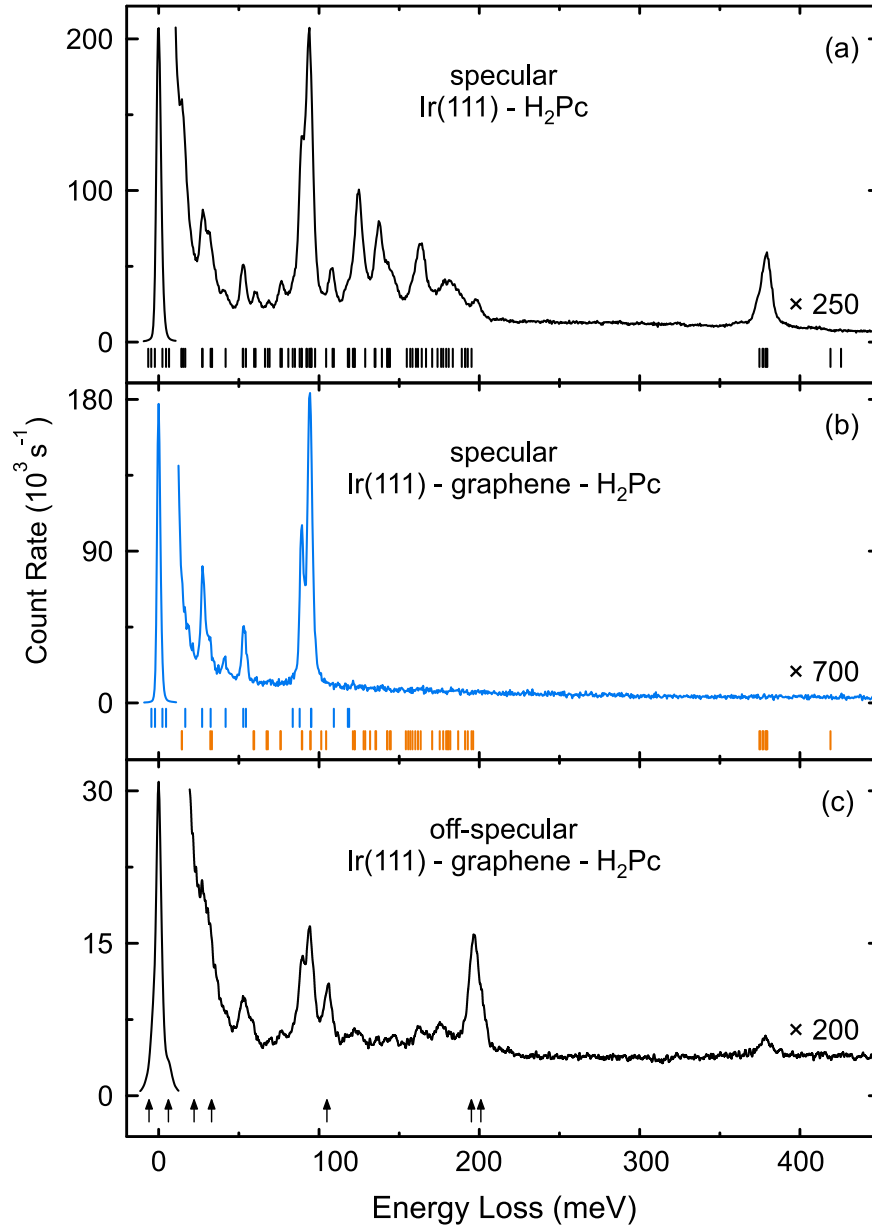 (a)
specular
Ir(111) - H₂Pc
200
100
0
× 250
(b)
specular
Ir(111) - graphene - H₂Pc
180
90
0
× 700
Count Rate (10³ s⁻¹)
(c)
off-specular
Ir(111) - graphene - H₂Pc
30
15
0
× 200
0 100 200 300 400
Energy Loss (meV)